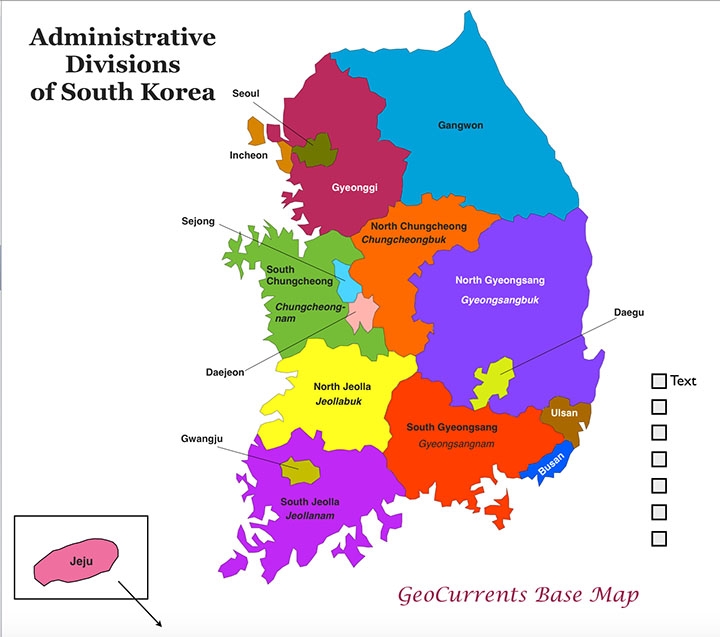 Administrative
Divisions
of South Korea
Seoul
Gangwon
Incheon
Gyeonggi
Sejong
North Chungcheong
Chungcheongbuk
South
Chungcheong
Chungcheong-
nam
North Gyeongsang
Gyeongsangbuk
Daegu
Daejeon
Text
North Jeolla
Jeollabuk
Ulsan
South Gyeongsang
Gyeongsangnam
Gwangju
Busan
South Jeolla
Jeollanam
Jeju
GeoCurrents Base Map